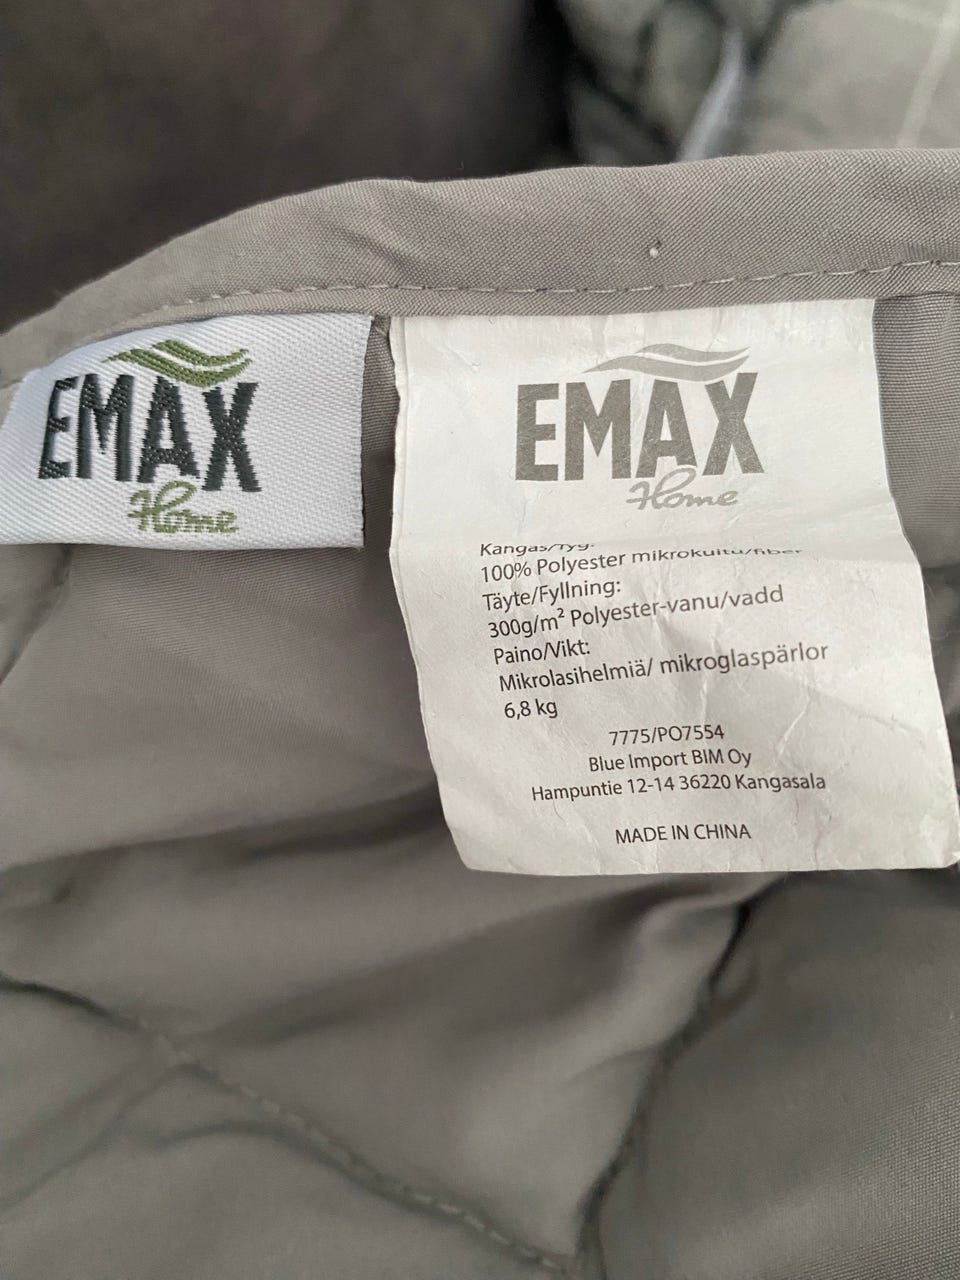 EMAX
Home
EMAX
Home
Kangas/Tyg:
100% Polyester mikrokuitu/fiber
Täyte/Fyllning:
300g/m² Polyester-vanu/vadd
Paino/Vikt:
Mikrolasihelmiä/ mikroglaspärlor
6,8 kg
7775/PO7554
Blue Import BIM Oy
Hampuntie 12-14 36220 Kangasala
MADE IN CHINA